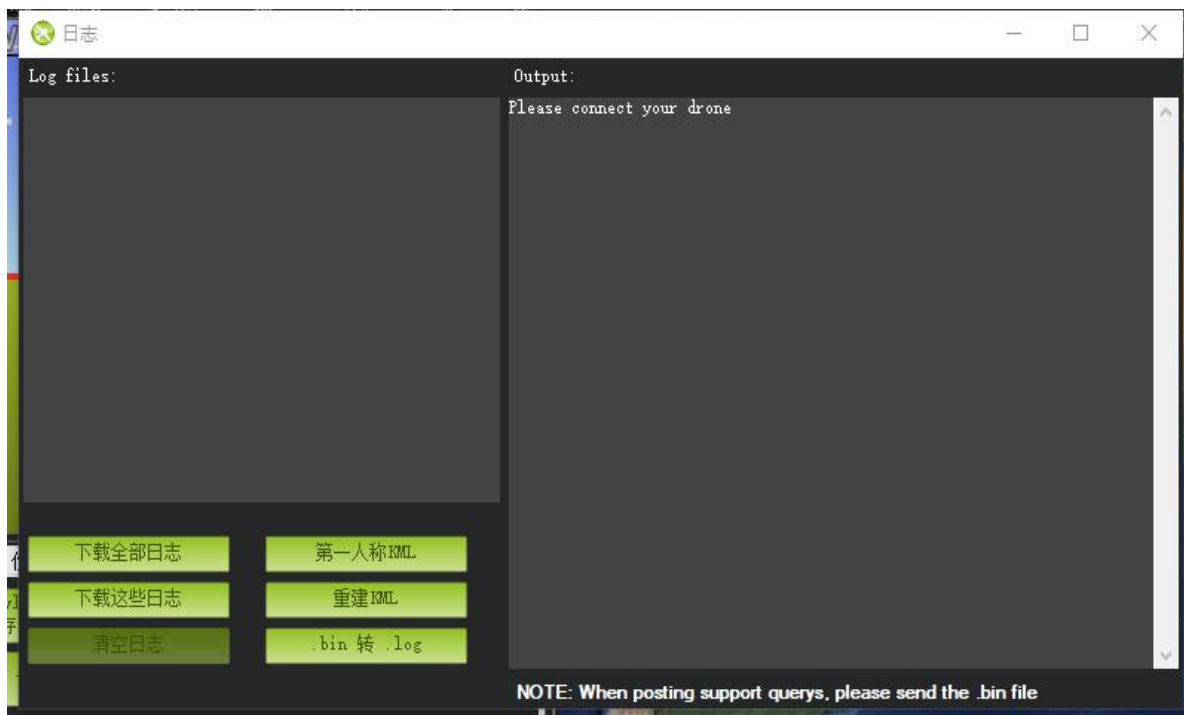 日志
Log files:
Output:
Please connect your drone
下载全部日志
第一人称KML
下载这些日志
重建KML
清空日志
.bin 转 .log
NOTE: When posting support querys, please send the .bin file